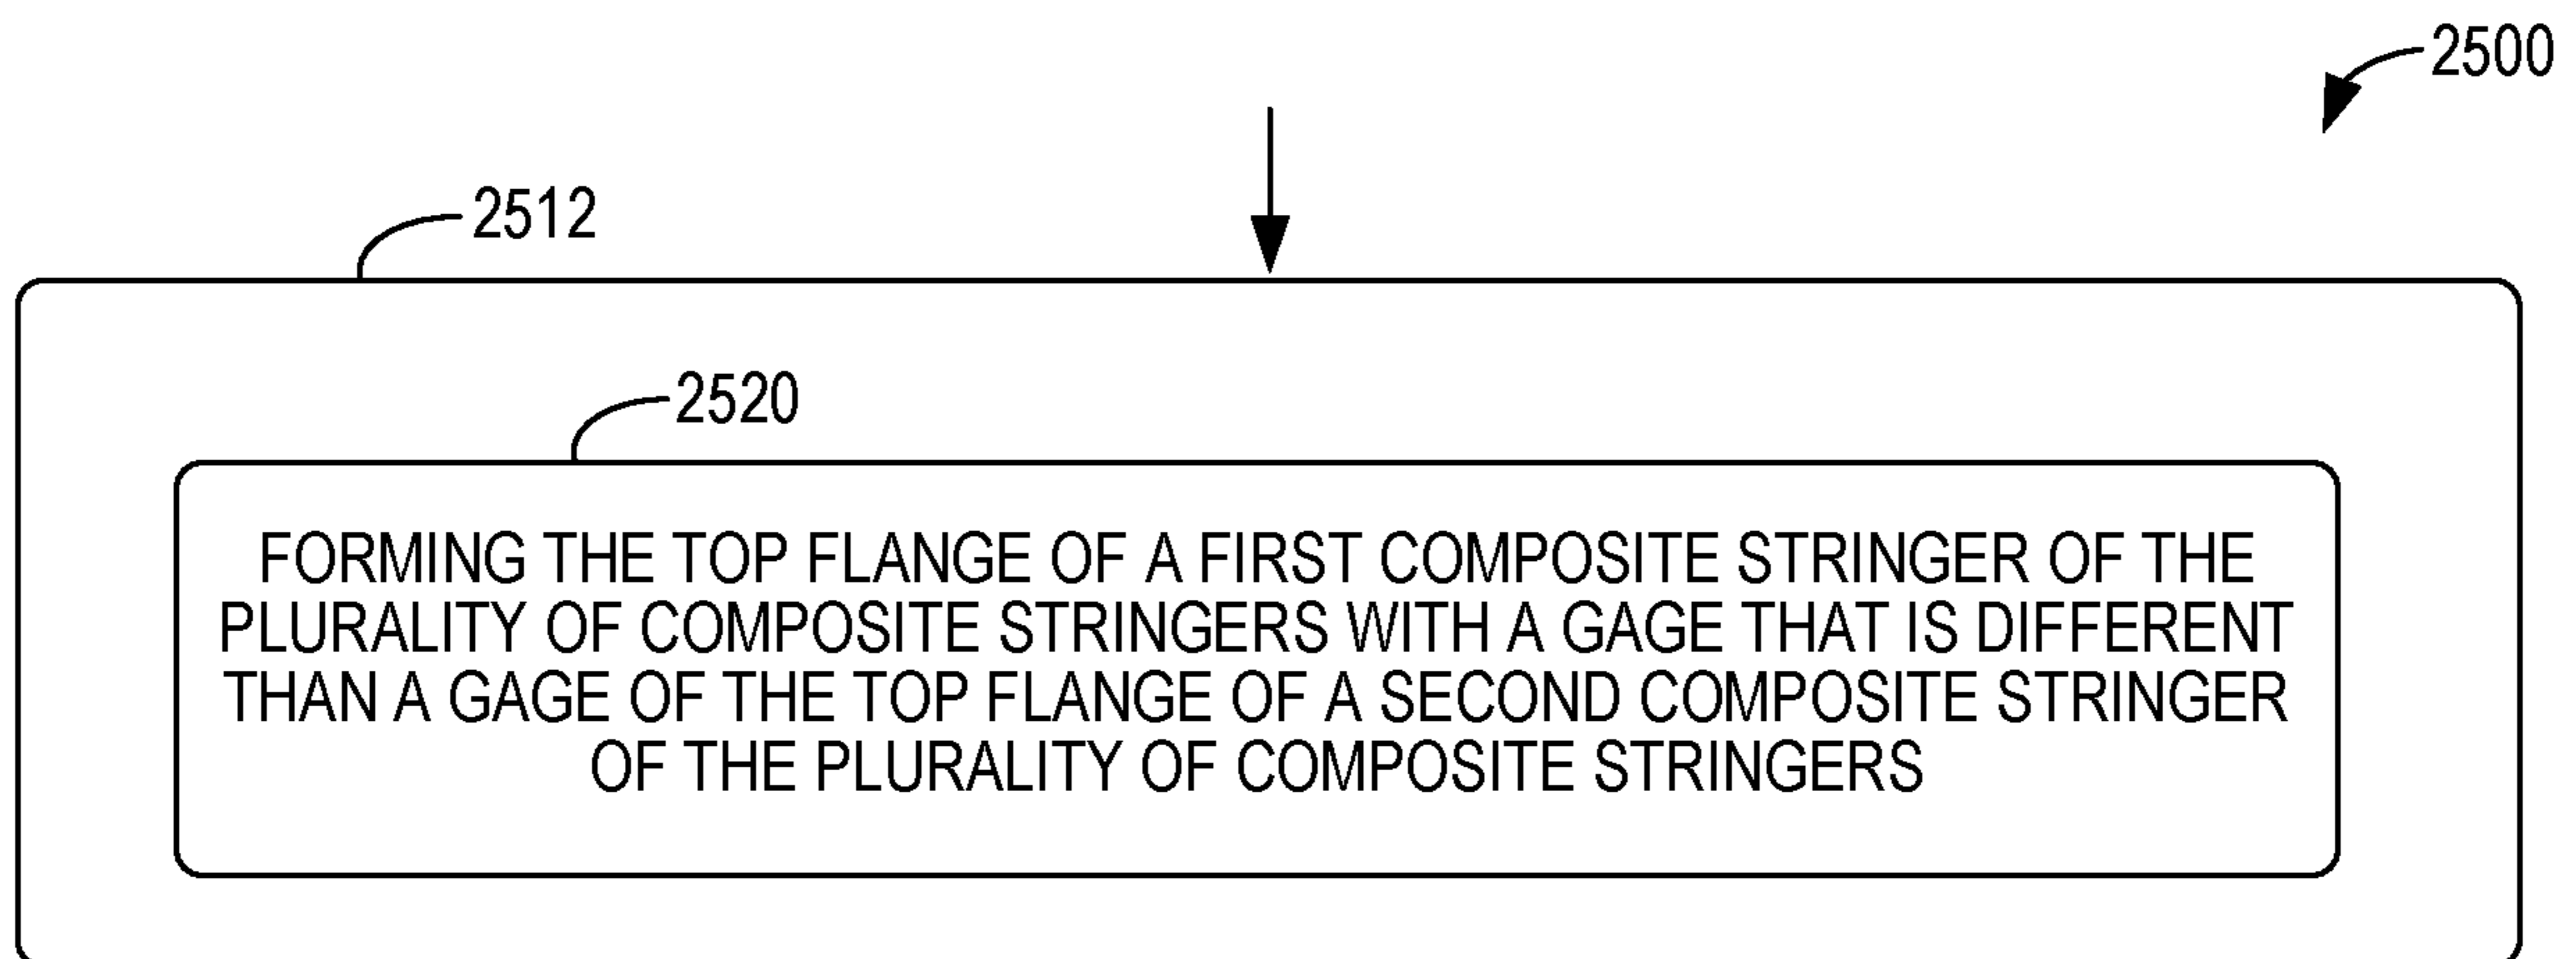 2500
2512
2520
FORMING THE TOP FLANGE OF A FIRST COMPOSITE STRINGER OF THE
PLURALITY OF COMPOSITE STRINGERS WITH A GAGE THAT IS DIFFERENT
THAN A GAGE OF THE TOP FLANGE OF A SECOND COMPOSITE STRINGER
OF THE PLURALITY OF COMPOSITE STRINGERS